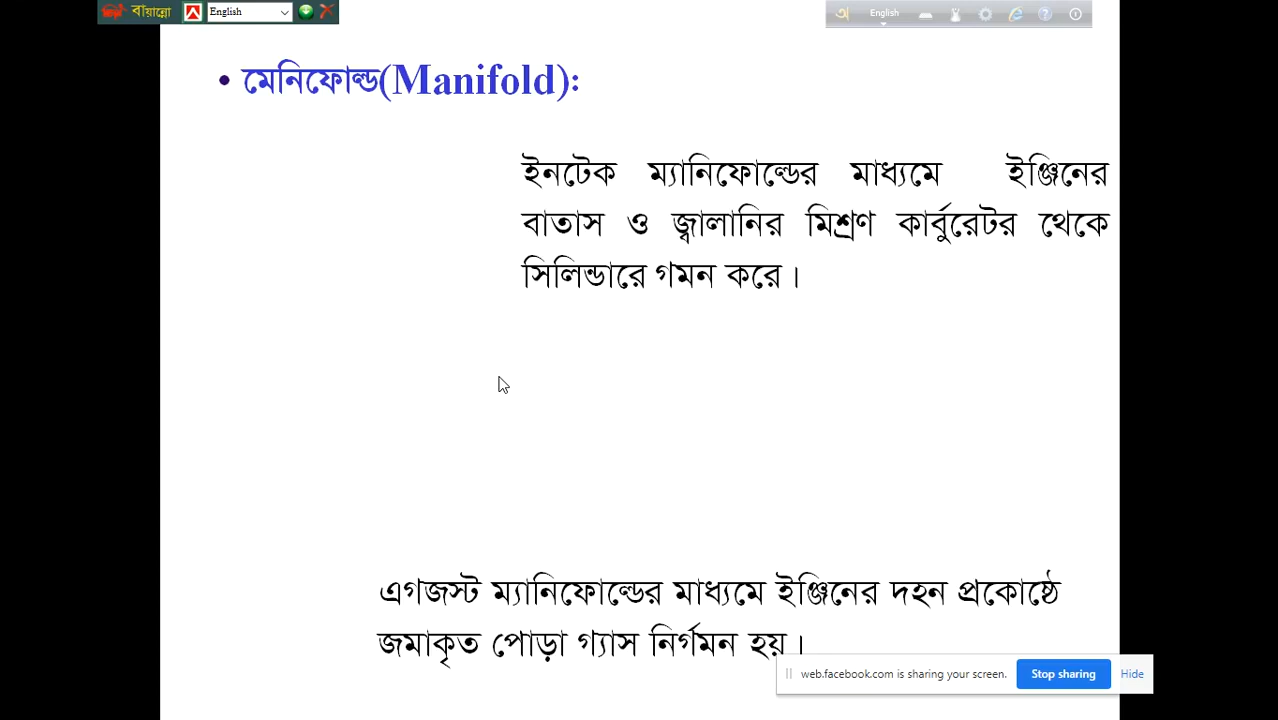 বায়ান্নো English অ English
• মেনিফোল্ড(Manifold):
ইনটেক ম্যানিফোল্ডের মাধ্যমে ইঞ্জিনের
বাতাস ও জ্বালানির মিশ্রণ কার্বুরেটর থেকে
সিলিন্ডারে গমন করে।
এগজস্ট ম্যানিফোল্ডের মাধ্যমে ইঞ্জিনের দহন প্রকোষ্ঠে
জমাকৃত পোড়া গ্যাস নির্গমন হয়।
web.facebook.com is sharing your screen. Stop sharing Hide